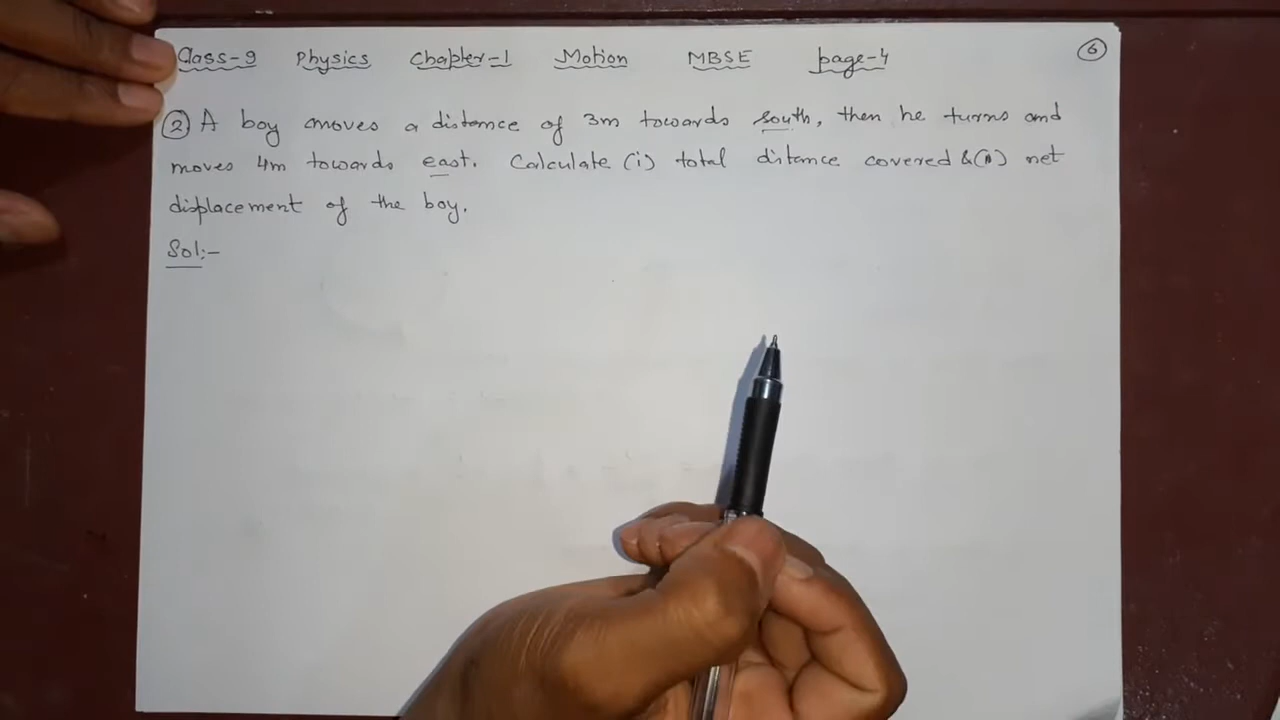 Class-9 Physics Chapter-1 Motion MBSE page-4 6
2 A boy moves a distance of 3m towards south, then he turns and
moves 4m towards east. Calculate (i) total distance covered &(ii) net
displacement of the boy.
Sol:-